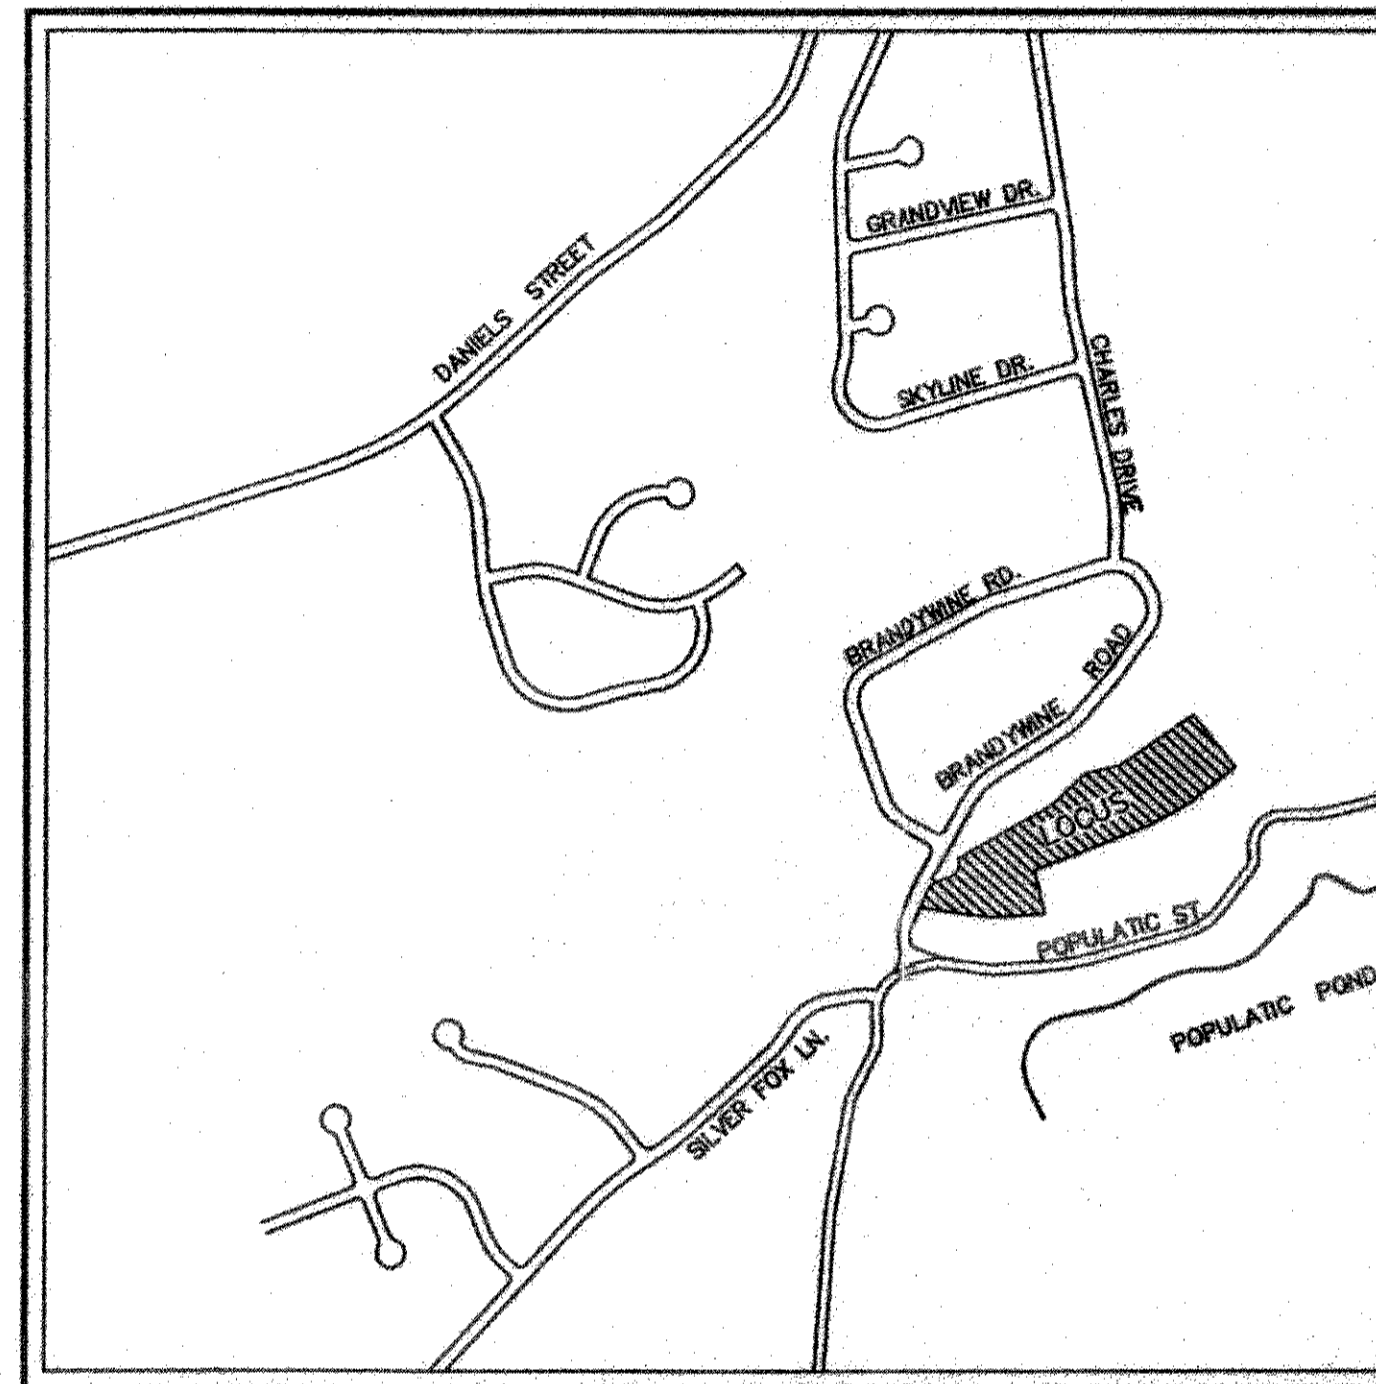 GRANDVIEW DR.
DANIELS STREET
SKYLINE DR.
CHARLES DRIVE
BRANDYWINE RD.
BRANDYWINE ROAD
LOCUS
POPULATIC ST.
POPULATIC POND
SILVER FOX LN.